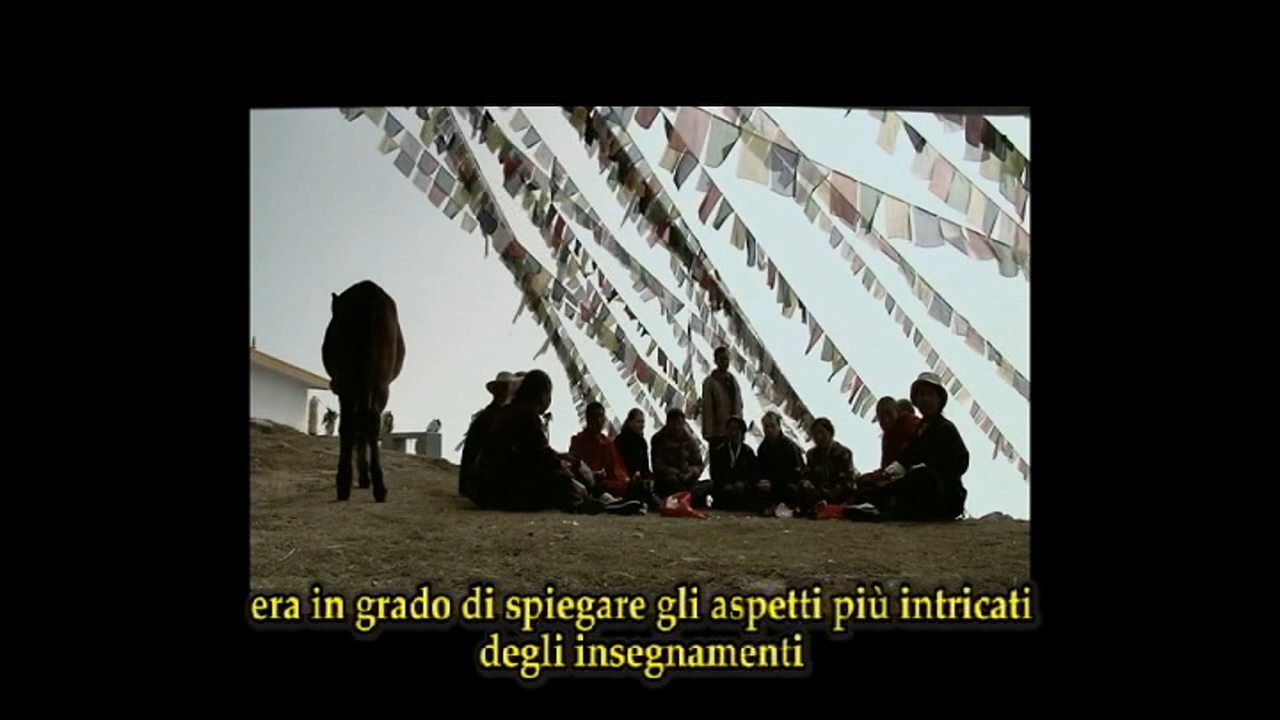 era in grado di spiegare gli aspetti più intricati
degli insegnamenti